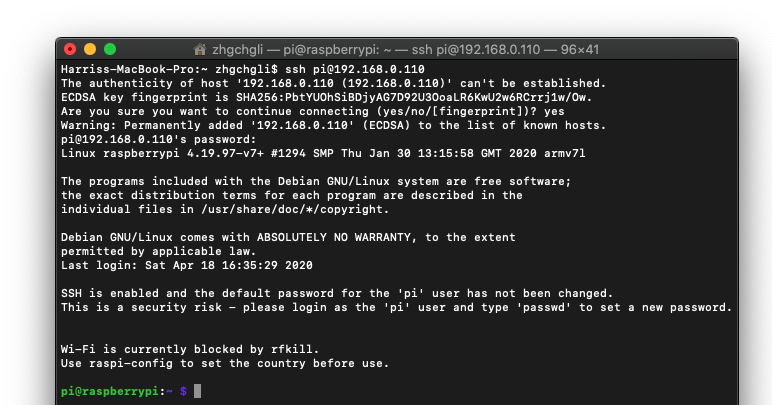 zhgchgli — pi@raspberrypi: ~ — ssh pi@192.168.0.110 — 96×41
Harriss-MacBook-Pro:~ zhgchgli$ ssh pi@192.168.0.110
The authenticity of host '192.168.0.110 (192.168.0.110)' can't be established.
ECDSA key fingerprint is SHA256:PbtYUOhSiBDjyAG7D92U3OoaLR6KwU2w6RCrrj1w/Ow.
Are you sure you want to continue connecting (yes/no/[fingerprint])? yes
Warning: Permanently added '192.168.0.110' (ECDSA) to the list of known hosts.
pi@192.168.0.110's password:
Linux raspberrypi 4.19.97-v7+ #1294 SMP Thu Jan 30 13:15:58 GMT 2020 armv7l
The programs included with the Debian GNU/Linux system are free software;
the exact distribution terms for each program are described in the
individual files in /usr/share/doc/*/copyright.
Debian GNU/Linux comes with ABSOLUTELY NO WARRANTY, to the extent
permitted by applicable law.
Last login: Sat Apr 18 16:35:29 2020
SSH is enabled and the default password for the 'pi' user has not been changed.
This is a security risk – please login as the 'pi' user and type 'passwd' to set a new password.
Wi-Fi is currently blocked by rfkill.
Use raspi-config to set the country before use.
pi@raspberrypi:~ $